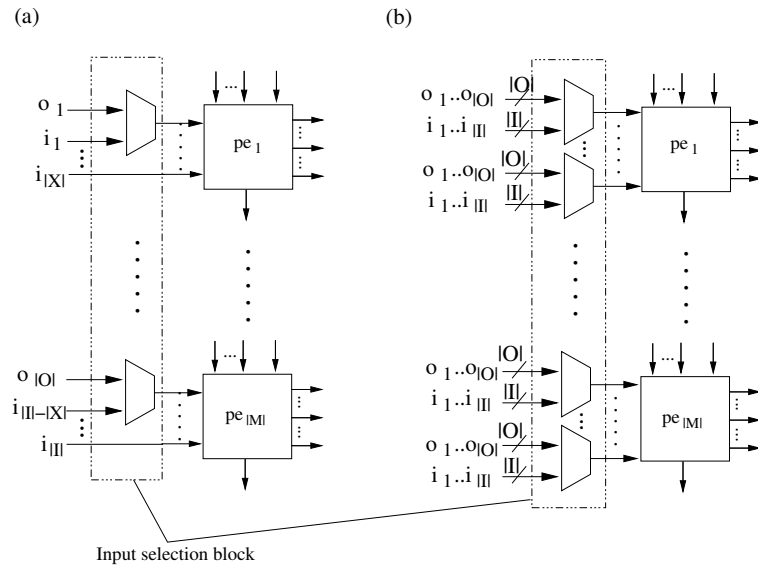 (a)
o 1
i 1
i |X|
...
pe 1
o |O|
i |I|–|X|
i |I|
...
pe |M|
(b)
o 1..o|O| |O|
i 1..i |I| |I|
o 1..o|O| |O|
i 1..i |I| |I|
...
pe 1
o 1..o|O| |O|
i 1..i |I| |I|
o 1..o|O| |O|
i 1..i |I| |I|
...
pe |M|
Input selection block